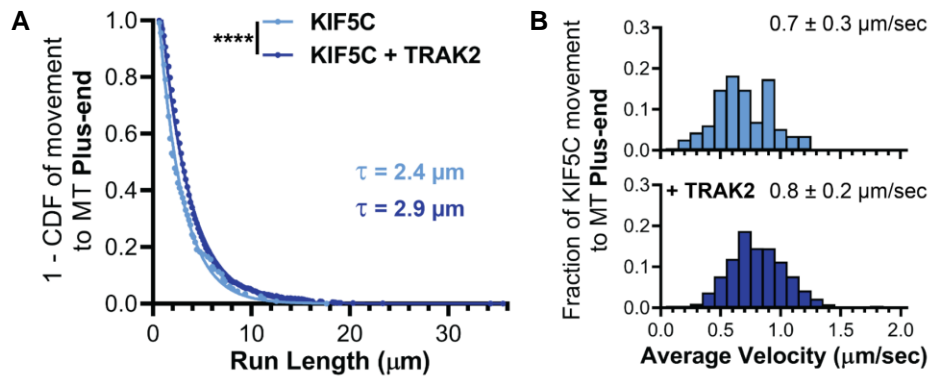 A
****
KIF5C
KIF5C + TRAK2
1 - CDF of movement
to MT Plus-end
1.0
0.8
0.6
0.4
0.2
0.0
τ = 2.4 µm
τ = 2.9 µm
0 10 20 30
Run Length (µm)
B
0.7 ± 0.3 µm/sec
Fraction of KIF5C movement
to MT Plus-end
0.3
0.2
0.1
0.0
+ TRAK2 0.8 ± 0.2 µm/sec
0.3
0.2
0.1
0.0
0.0 0.5 1.0 1.5 2.0
Average Velocity (µm/sec)